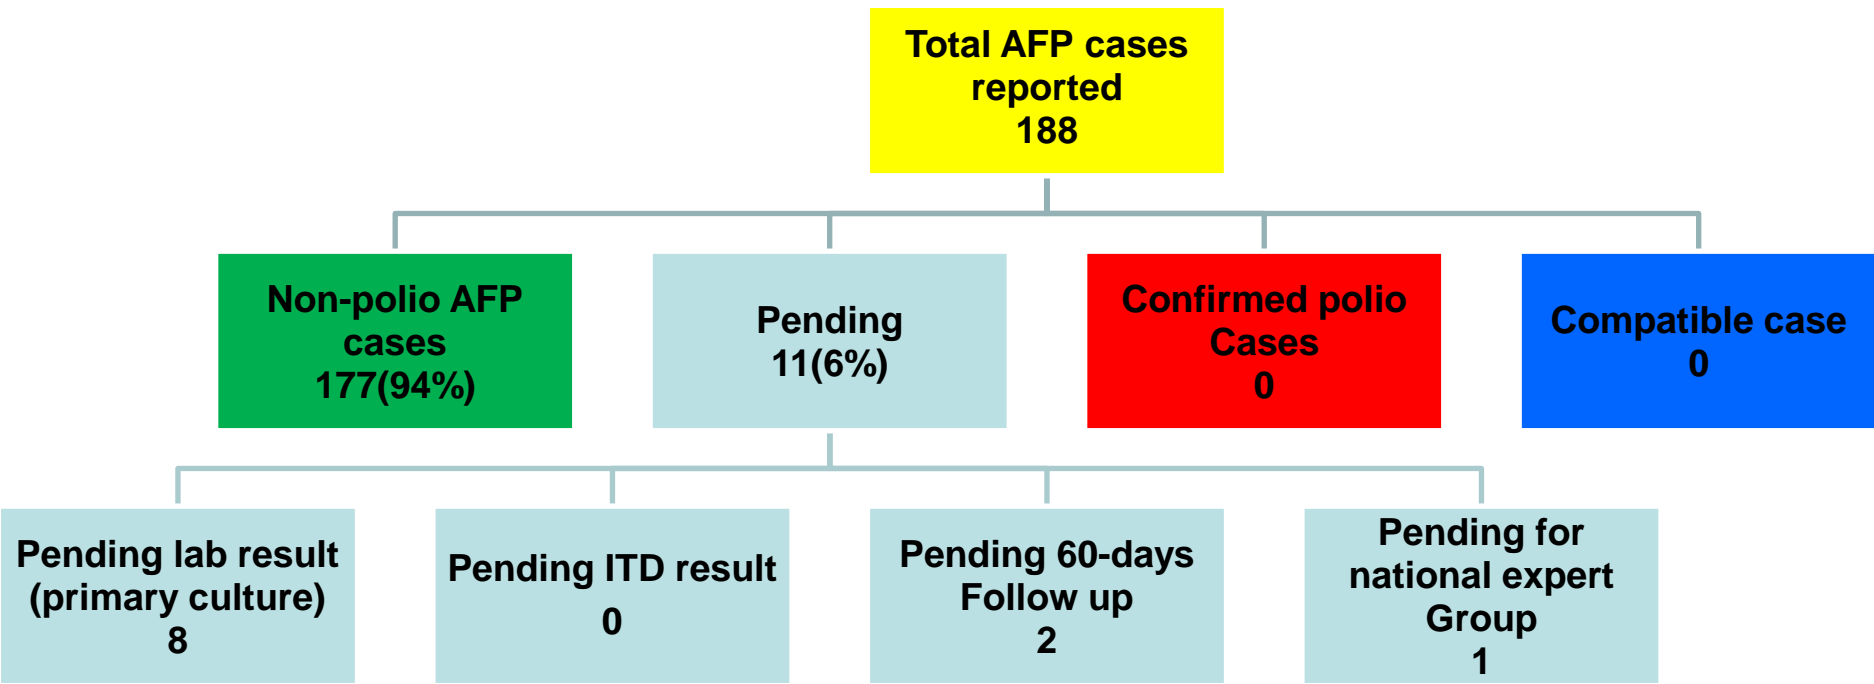 Total AFP cases
reported
188
Non-polio AFP
cases
177(94%)
Pending
11(6%)
Confirmed polio
Cases
0
Compatible case
0
Pending lab result
(primary culture)
8
Pending ITD result
0
Pending 60-days
Follow up
2
Pending for
national expert
Group
1